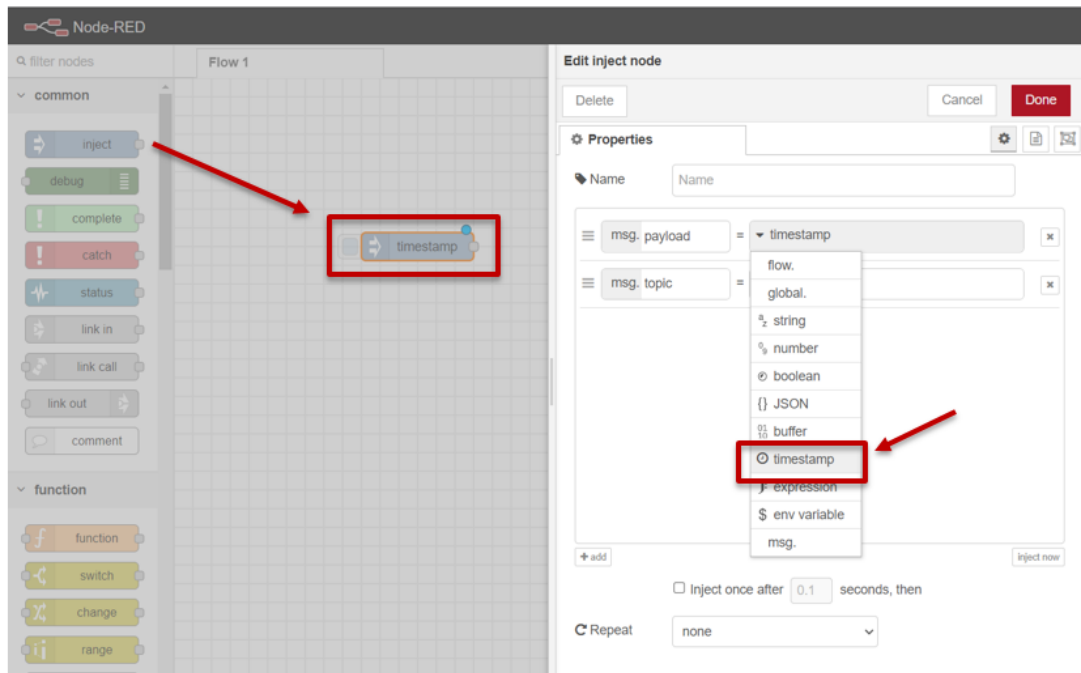 Node-RED
filter nodes
Flow 1
common
inject
debug
complete
catch
status
link in
link call
link out
comment
function
function
switch
change
range
timestamp
Edit inject node
Delete
Cancel
Done
Properties
Name
Name
msg. payload = timestamp
msg. topic =
flow.
global.
az string
09 number
boolean
{} JSON
0110 buffer
timestamp
expression
$ env variable
msg.
+ add
inject now
Inject once after 0.1 seconds, then
Repeat
none